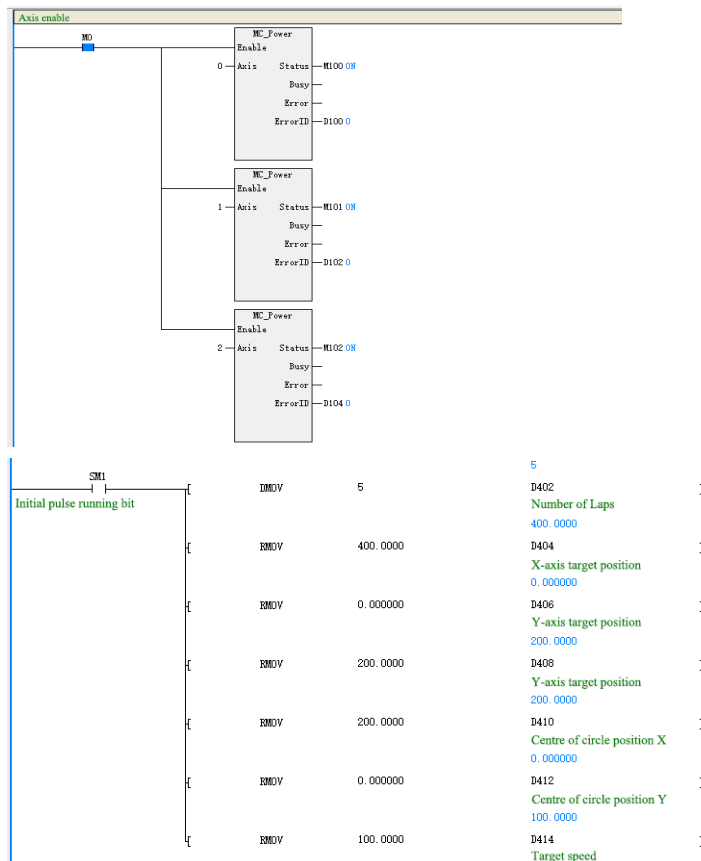 Axis enable
M0
MC_Power
Enable
0 Axis Status M100 ON
Busy
Error
ErrorID D100 0
MC_Power
Enable
1 Axis Status M101 ON
Busy
Error
ErrorID D102 0
MC_Power
Enable
2 Axis Status M102 ON
Busy
Error
ErrorID D104 0
5
SM1
[ DMOV 5 D402 ]
Initial pulse running bit Number of Laps
400.0000
[ RMOV 400.0000 D404 ]
X-axis target position
0.000000
[ RMOV 0.000000 D406 ]
Y-axis target position
200.0000
[ RMOV 200.0000 D408 ]
Y-axis target position
200.0000
[ RMOV 200.0000 D410 ]
Centre of circle position X
0.000000
[ RMOV 0.000000 D412 ]
Centre of circle position Y
100.0000
[ RMOV 100.0000 D414 ]
Target speed